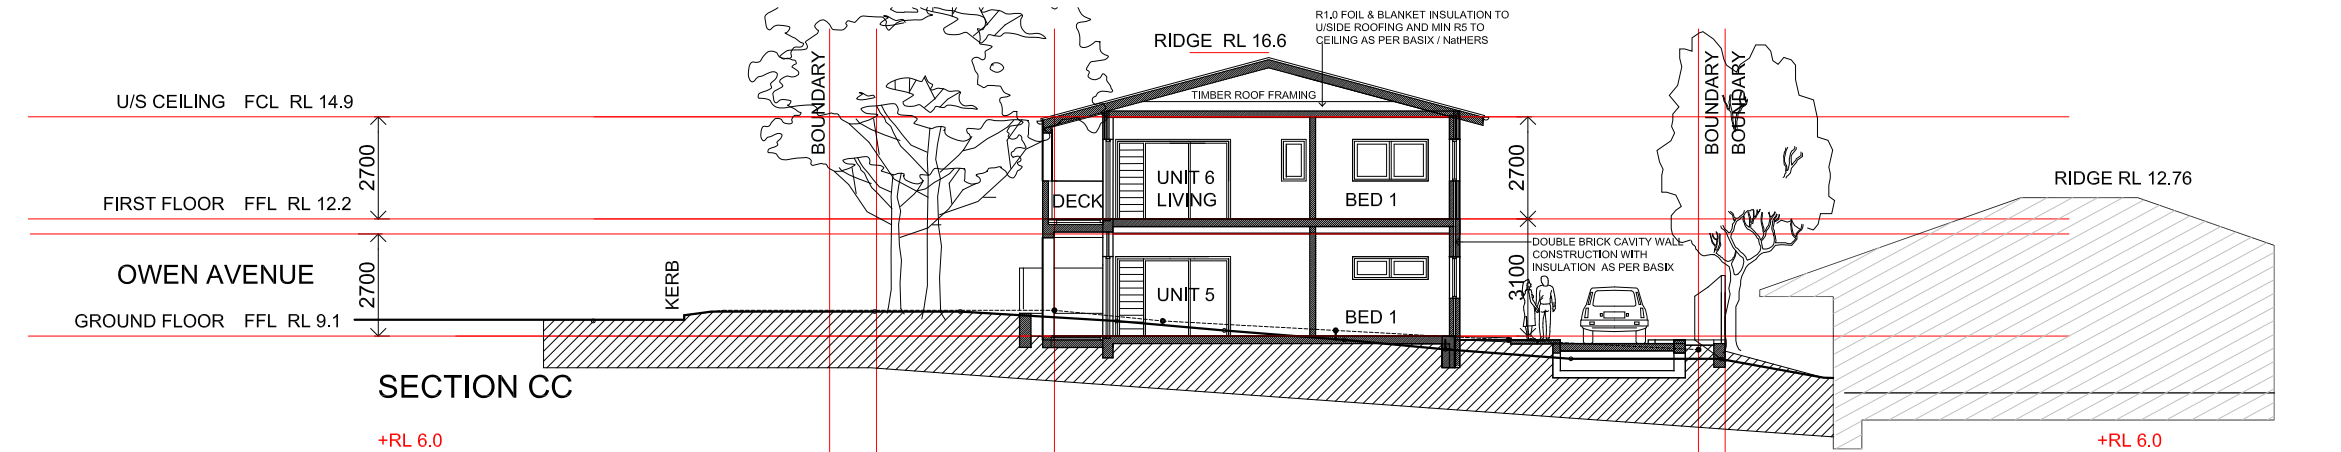 R1.0 FOIL & BLANKET INSULATION TO
U/SIDE ROOFING AND MIN R5 TO
CEILING AS PER BASIX / NatHERS
RIDGE RL 16.6
BOUNDARY
BOUNDARY
BOUNDARY
U/S CEILING FCL RL 14.9
TIMBER ROOF FRAMING
2700
2700
UNIT 6
LIVING
BED 1
DECK
RIDGE RL 12.76
FIRST FLOOR FFL RL 12.2
DOUBLE BRICK CAVITY WALL
CONSTRUCTION WITH
INSULATION AS PER BASIX
OWEN AVENUE
2700
KERB
3100
UNIT 5
BED 1
GROUND FLOOR FFL RL 9.1
SECTION CC
+RL 6.0
+RL 6.0